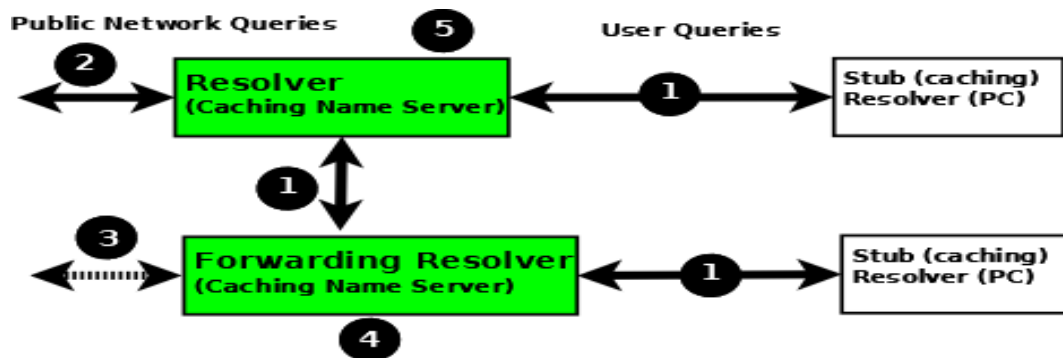 Public Network Queries
5
User Queries
2
Resolver
(Caching Name Server)
1
Stub (caching)
Resolver (PC)
1
3
Forwarding Resolver
(Caching Name Server)
1
Stub (caching)
Resolver (PC)
4